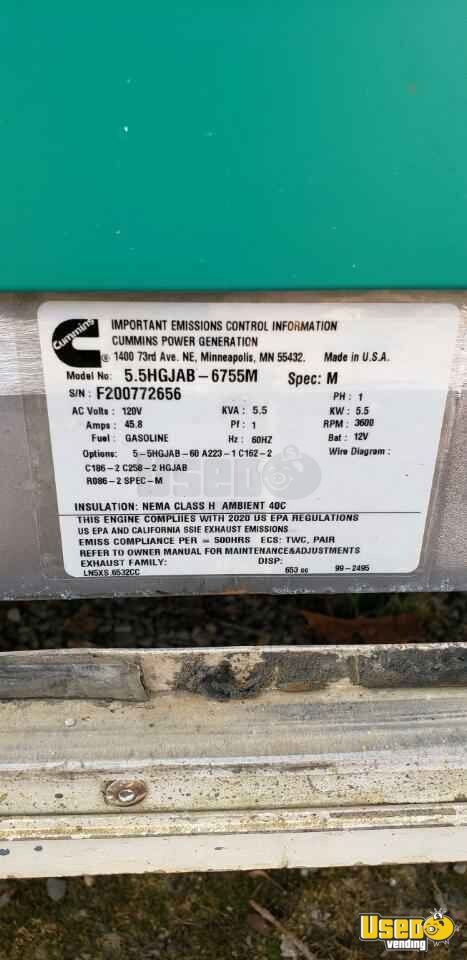 Cummins
IMPORTANT EMISSIONS CONTROL INFORMATION
CUMMINS POWER GENERATION
® 1400 73rd Ave. NE, Minneapolis, MN 55432. Made in U.S.A.
Model No: 5.5HGJAB-6755M Spec: M
S/N: F200772656 PH: 1
AC Volts: 120V KVA: 5.5 KW: 5.5
Amps: 45.8 Pf: 1 RPM: 3600
Fuel: GASOLINE Hz: 60HZ Bat: 12V
Options: 5-5HGJAB-60 A223-1 C162-2 Wire Diagram:
C186-2 C258-2 HGJAB
R086-2 SPEC-M
INSULATION: NEMA CLASS H AMBIENT 40C
THIS ENGINE COMPLIES WITH 2020 US EPA REGULATIONS
US EPA AND CALIFORNIA SSIE EXHAUST EMISSIONS
EMISS COMPLIANCE PER = 500HRS ECS: TWC, PAIR
REFER TO OWNER MANUAL FOR MAINTENANCE&ADJUSTMENTS
EXHAUST FAMILY: DISP:
LN5XS.6532CC 653 cc 99-2495
Used
vending